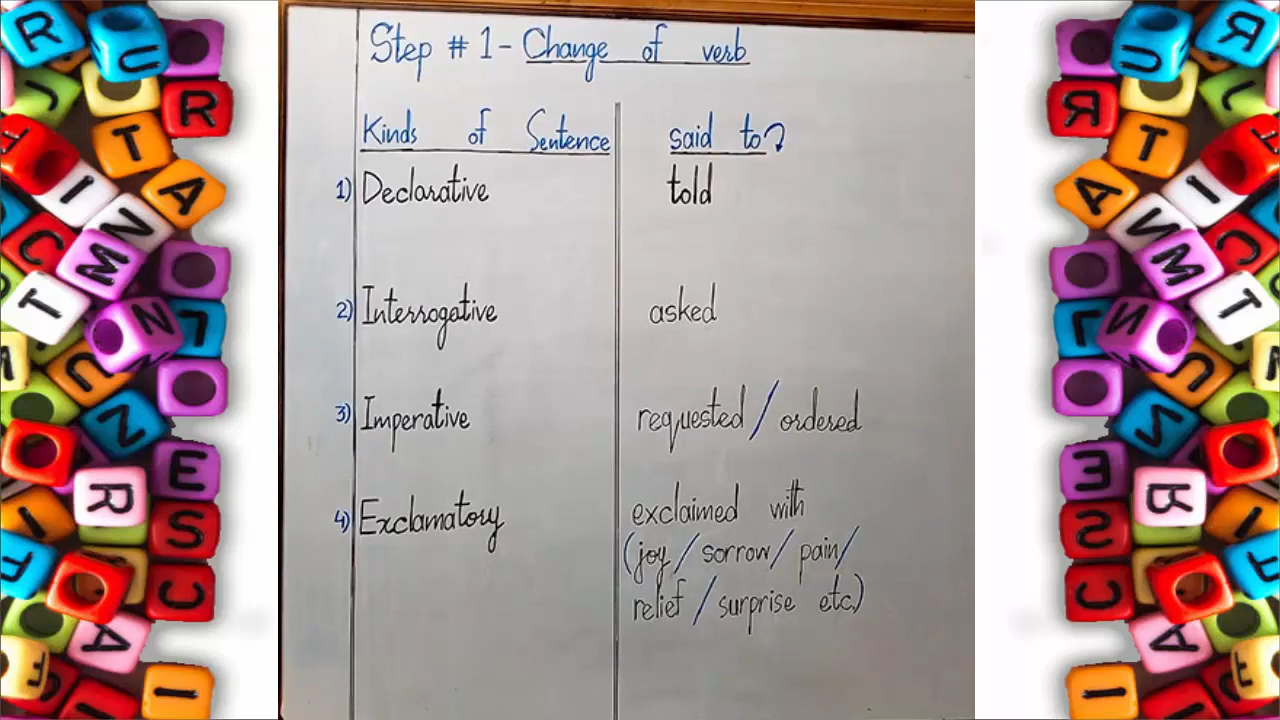 Step # 1 - Change of verb
Kinds of Sentence
said to
1) Declarative
told
2) Interrogative
asked
3) Imperative
requested / ordered
4) Exclamatory
exclaimed with
(joy / sorrow / pain /
relief / surprise etc.)